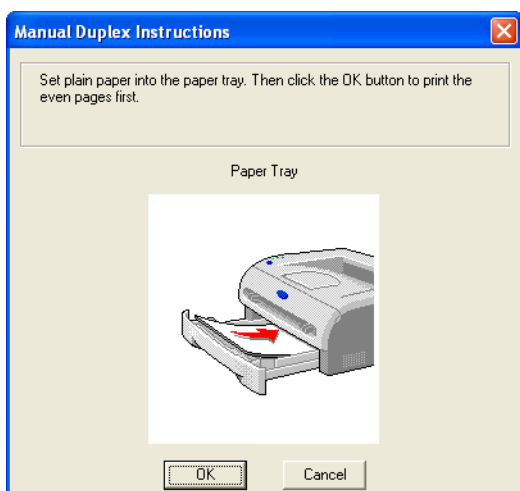 Manual Duplex Instructions
Set plain paper into the paper tray. Then click the OK button to print the
even pages first.
Paper Tray
OK
Cancel